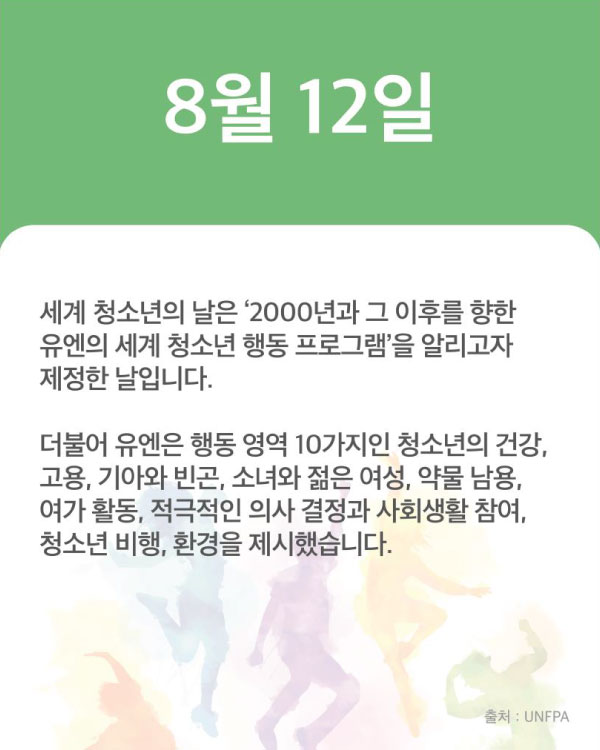 8월 12일
세계 청소년의 날은 ‘2000년과 그 이후를 향한
유엔의 세계 청소년 행동 프로그램’을 알리고자
제정한 날입니다.
더불어 유엔은 행동 영역 10가지인 청소년의 건강,
고용, 기아와 빈곤, 소녀와 젊은 여성, 약물 남용,
여가 활동, 적극적인 의사 결정과 사회생활 참여,
청소년 비행, 환경을 제시했습니다.
출처 : UNFPA